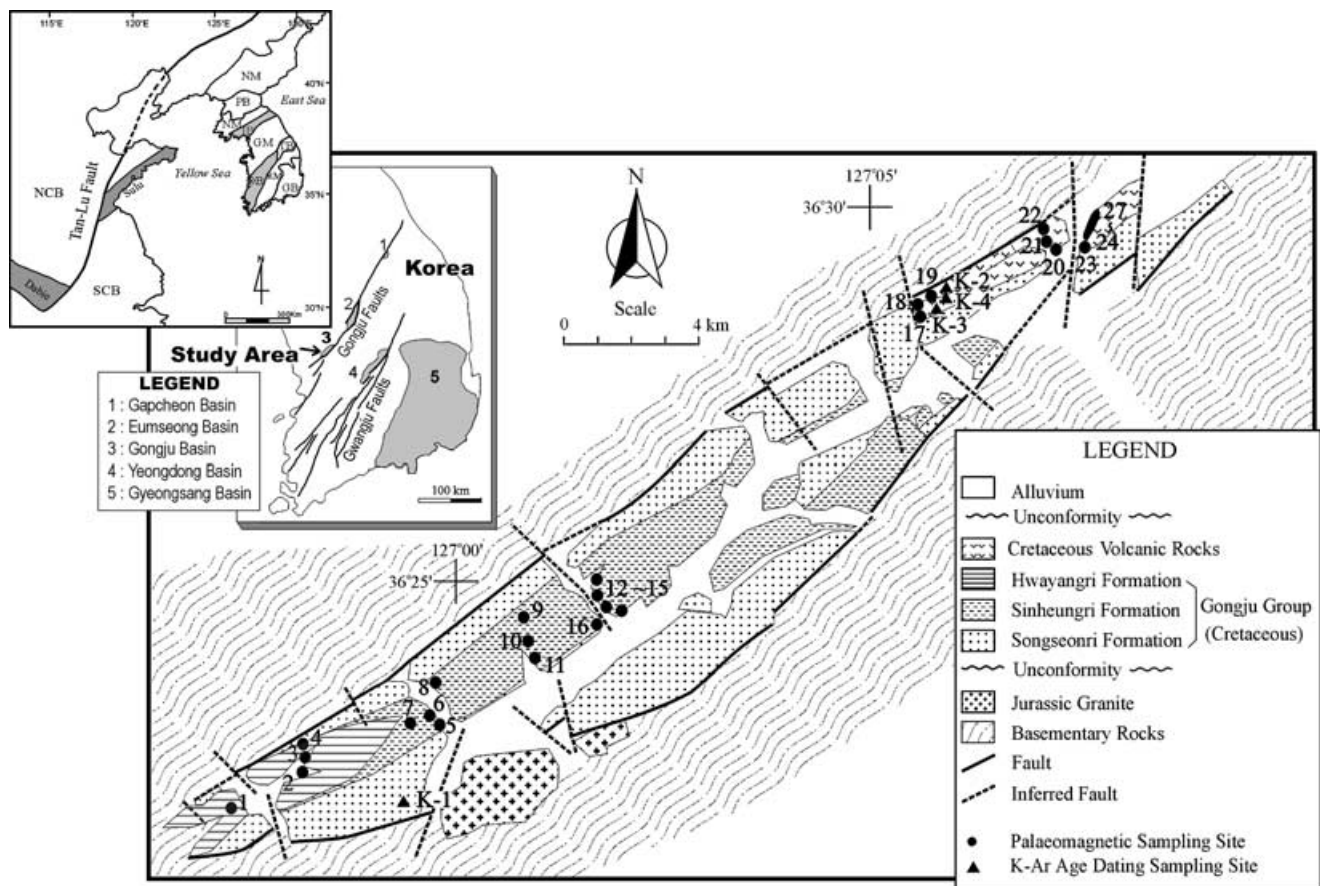 115°E
120°E
125°E
130°E
40°N
35°N
30°N
NM
PB
East Sea
NM
GM
Yellow Sea
GB
NCB
Tan-Lu Fault
Sulu
SCB
Dabie
N
0 300Km
Korea
1
2
Gongju Faults
3
Study Area
4
5
Gwangju Faults
100 km
LEGEND
1 : Gapcheon Basin
2 : Eumseong Basin
3 : Gongju Basin
4 : Yeongdong Basin
5 : Gyeongsang Basin
N
Scale
0 4 km
127°05'
36°30'
127°00'
36°25'
22
27
21
24
20
23
19
K-2
18
K-4
K-3
17
12 ~ 15
9
16
10
11
8
6
7
5
4
3
2
1
K-1
LEGEND
Alluvium
Unconformity
Cretaceous Volcanic Rocks
Hwayangri Formation
Sinheungri Formation
Gongju Group
(Cretaceous)
Songseonri Formation
Unconformity
Jurassic Granite
Basementary Rocks
Fault
Inferred Fault
Palaeomagnetic Sampling Site
K-Ar Age Dating Sampling Site